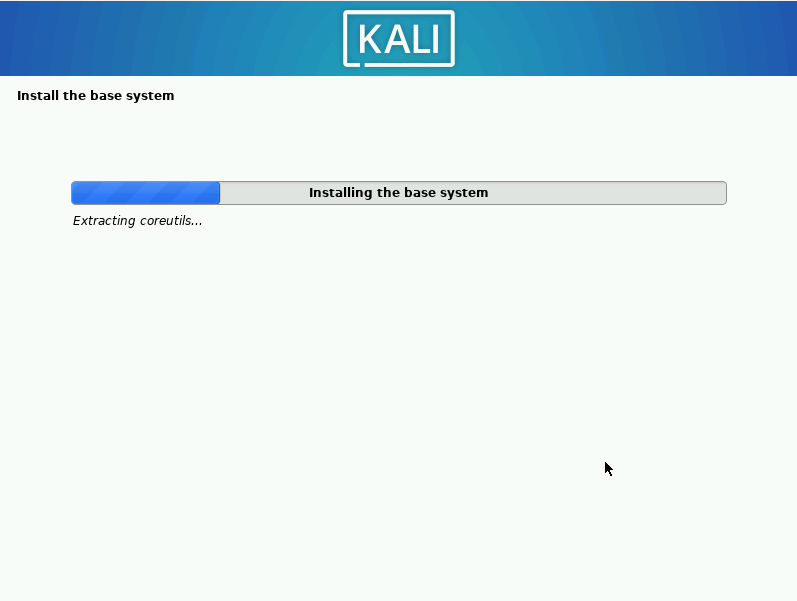 KALI
Install the base system
Installing the base system
Extracting coreutils...